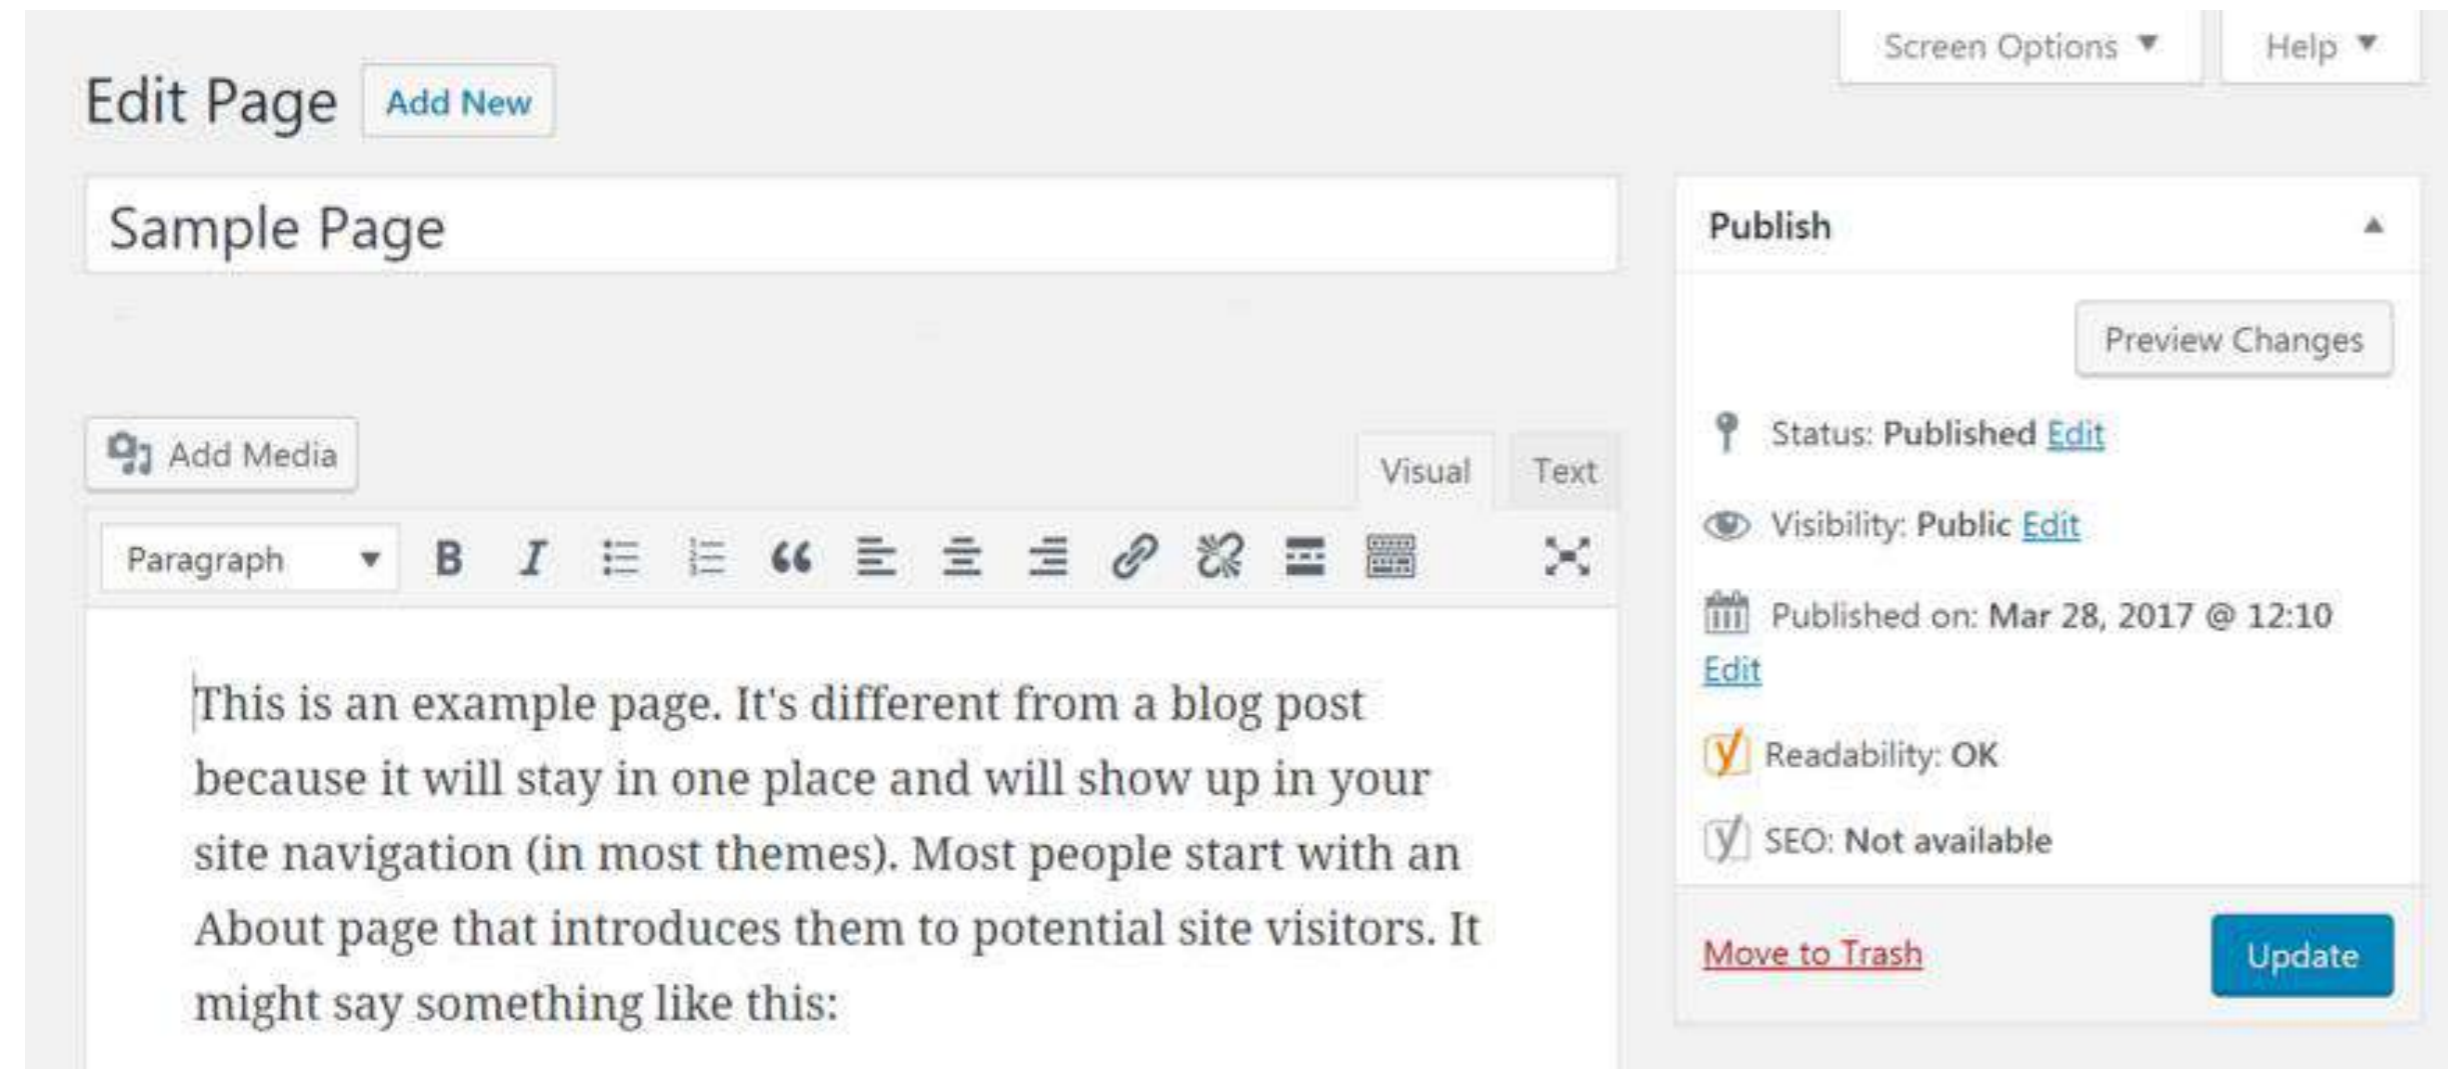 Screen Options ▼
Help ▼
Edit Page
Add New
Sample Page
Add Media
Visual
Text
Paragraph
B I
This is an example page. It's different from a blog post
because it will stay in one place and will show up in your
site navigation (in most themes). Most people start with an
About page that introduces them to potential site visitors. It
might say something like this:
Publish
Preview Changes
Status: Published Edit
Visibility: Public Edit
Published on: Mar 28, 2017 @ 12:10
Edit
Readability: OK
SEO: Not available
Move to Trash
Update